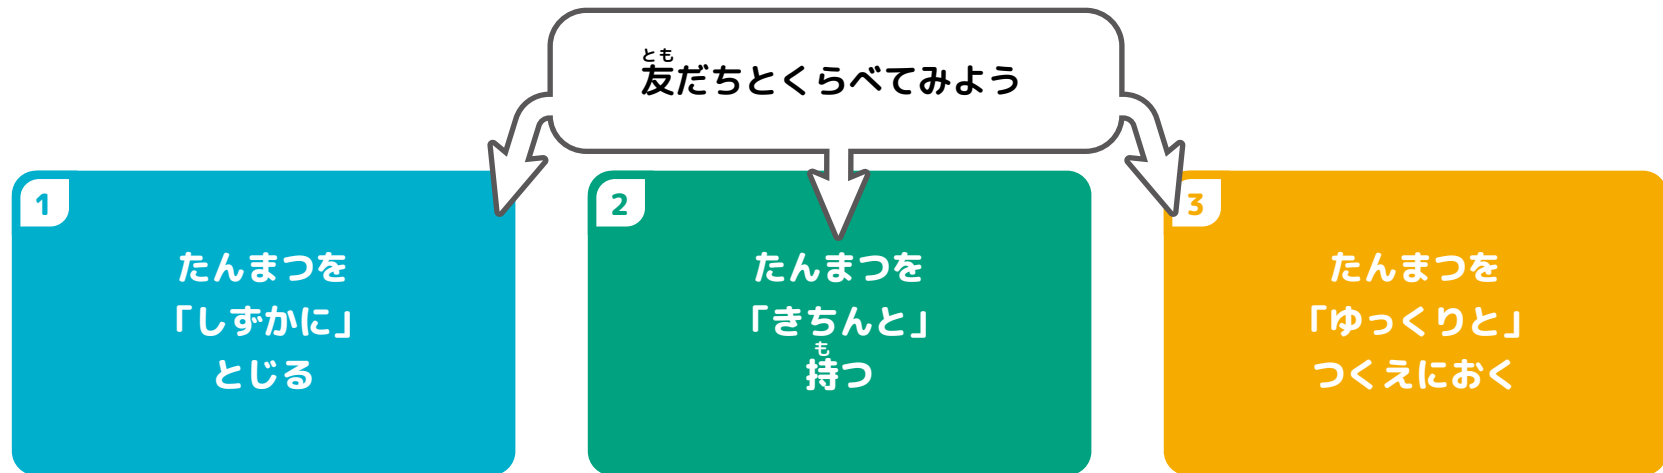 友だちとくらべてみよう
とも
1
たんまつを
「しずかに」
とじる
2
たんまつを
「きちんと」
持つ
も
3
たんまつを
「ゆっくりと」
つくえにおく